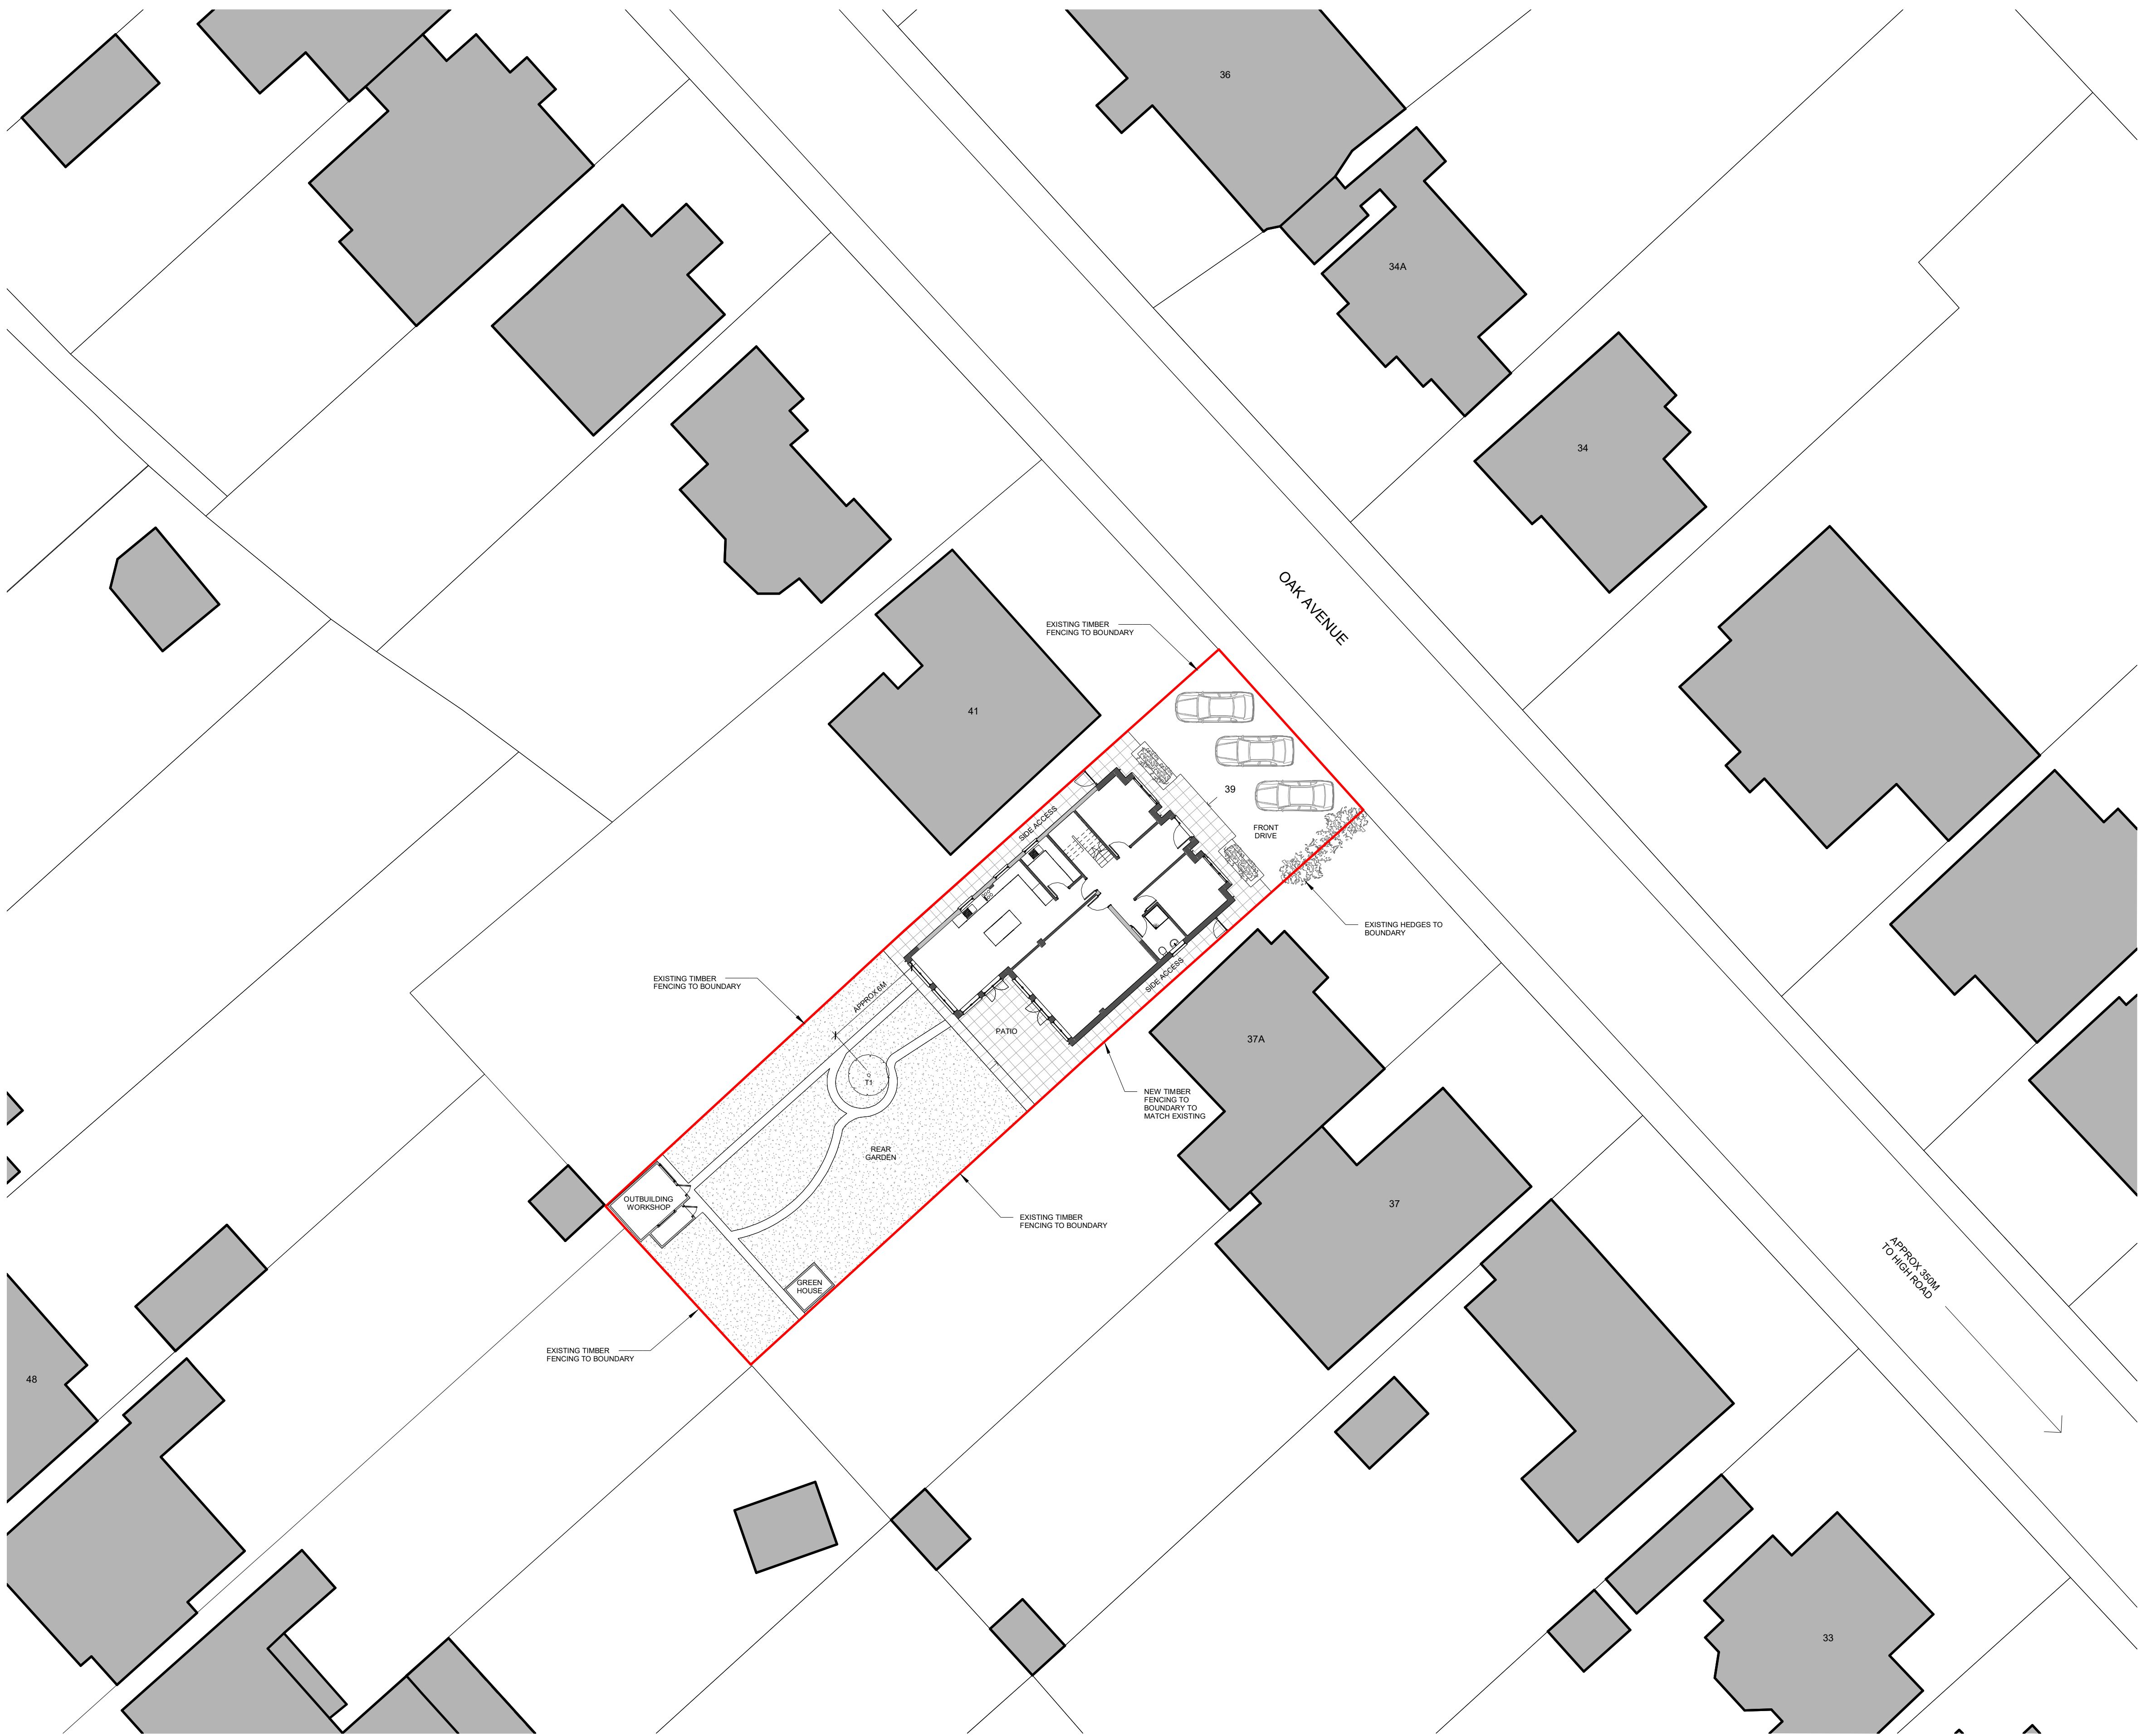 36
34A
34
OAK AVENUE
EXISTING TIMBER
FENCING TO BOUNDARY
41
39
SIDE ACCESS
FRONT
DRIVE
EXISTING HEDGES TO
BOUNDARY
EXISTING TIMBER
FENCING TO BOUNDARY
APPROX 6M
SIDE ACCESS
PATIO
37A
T1
NEW TIMBER
FENCING TO
BOUNDARY TO
MATCH EXISTING
REAR
GARDEN
OUTBUILDING
WORKSHOP
37
EXISTING TIMBER
FENCING TO BOUNDARY
APPROX 350M
TO HIGH ROAD
GREEN
HOUSE
EXISTING TIMBER
FENCING TO BOUNDARY
48
33